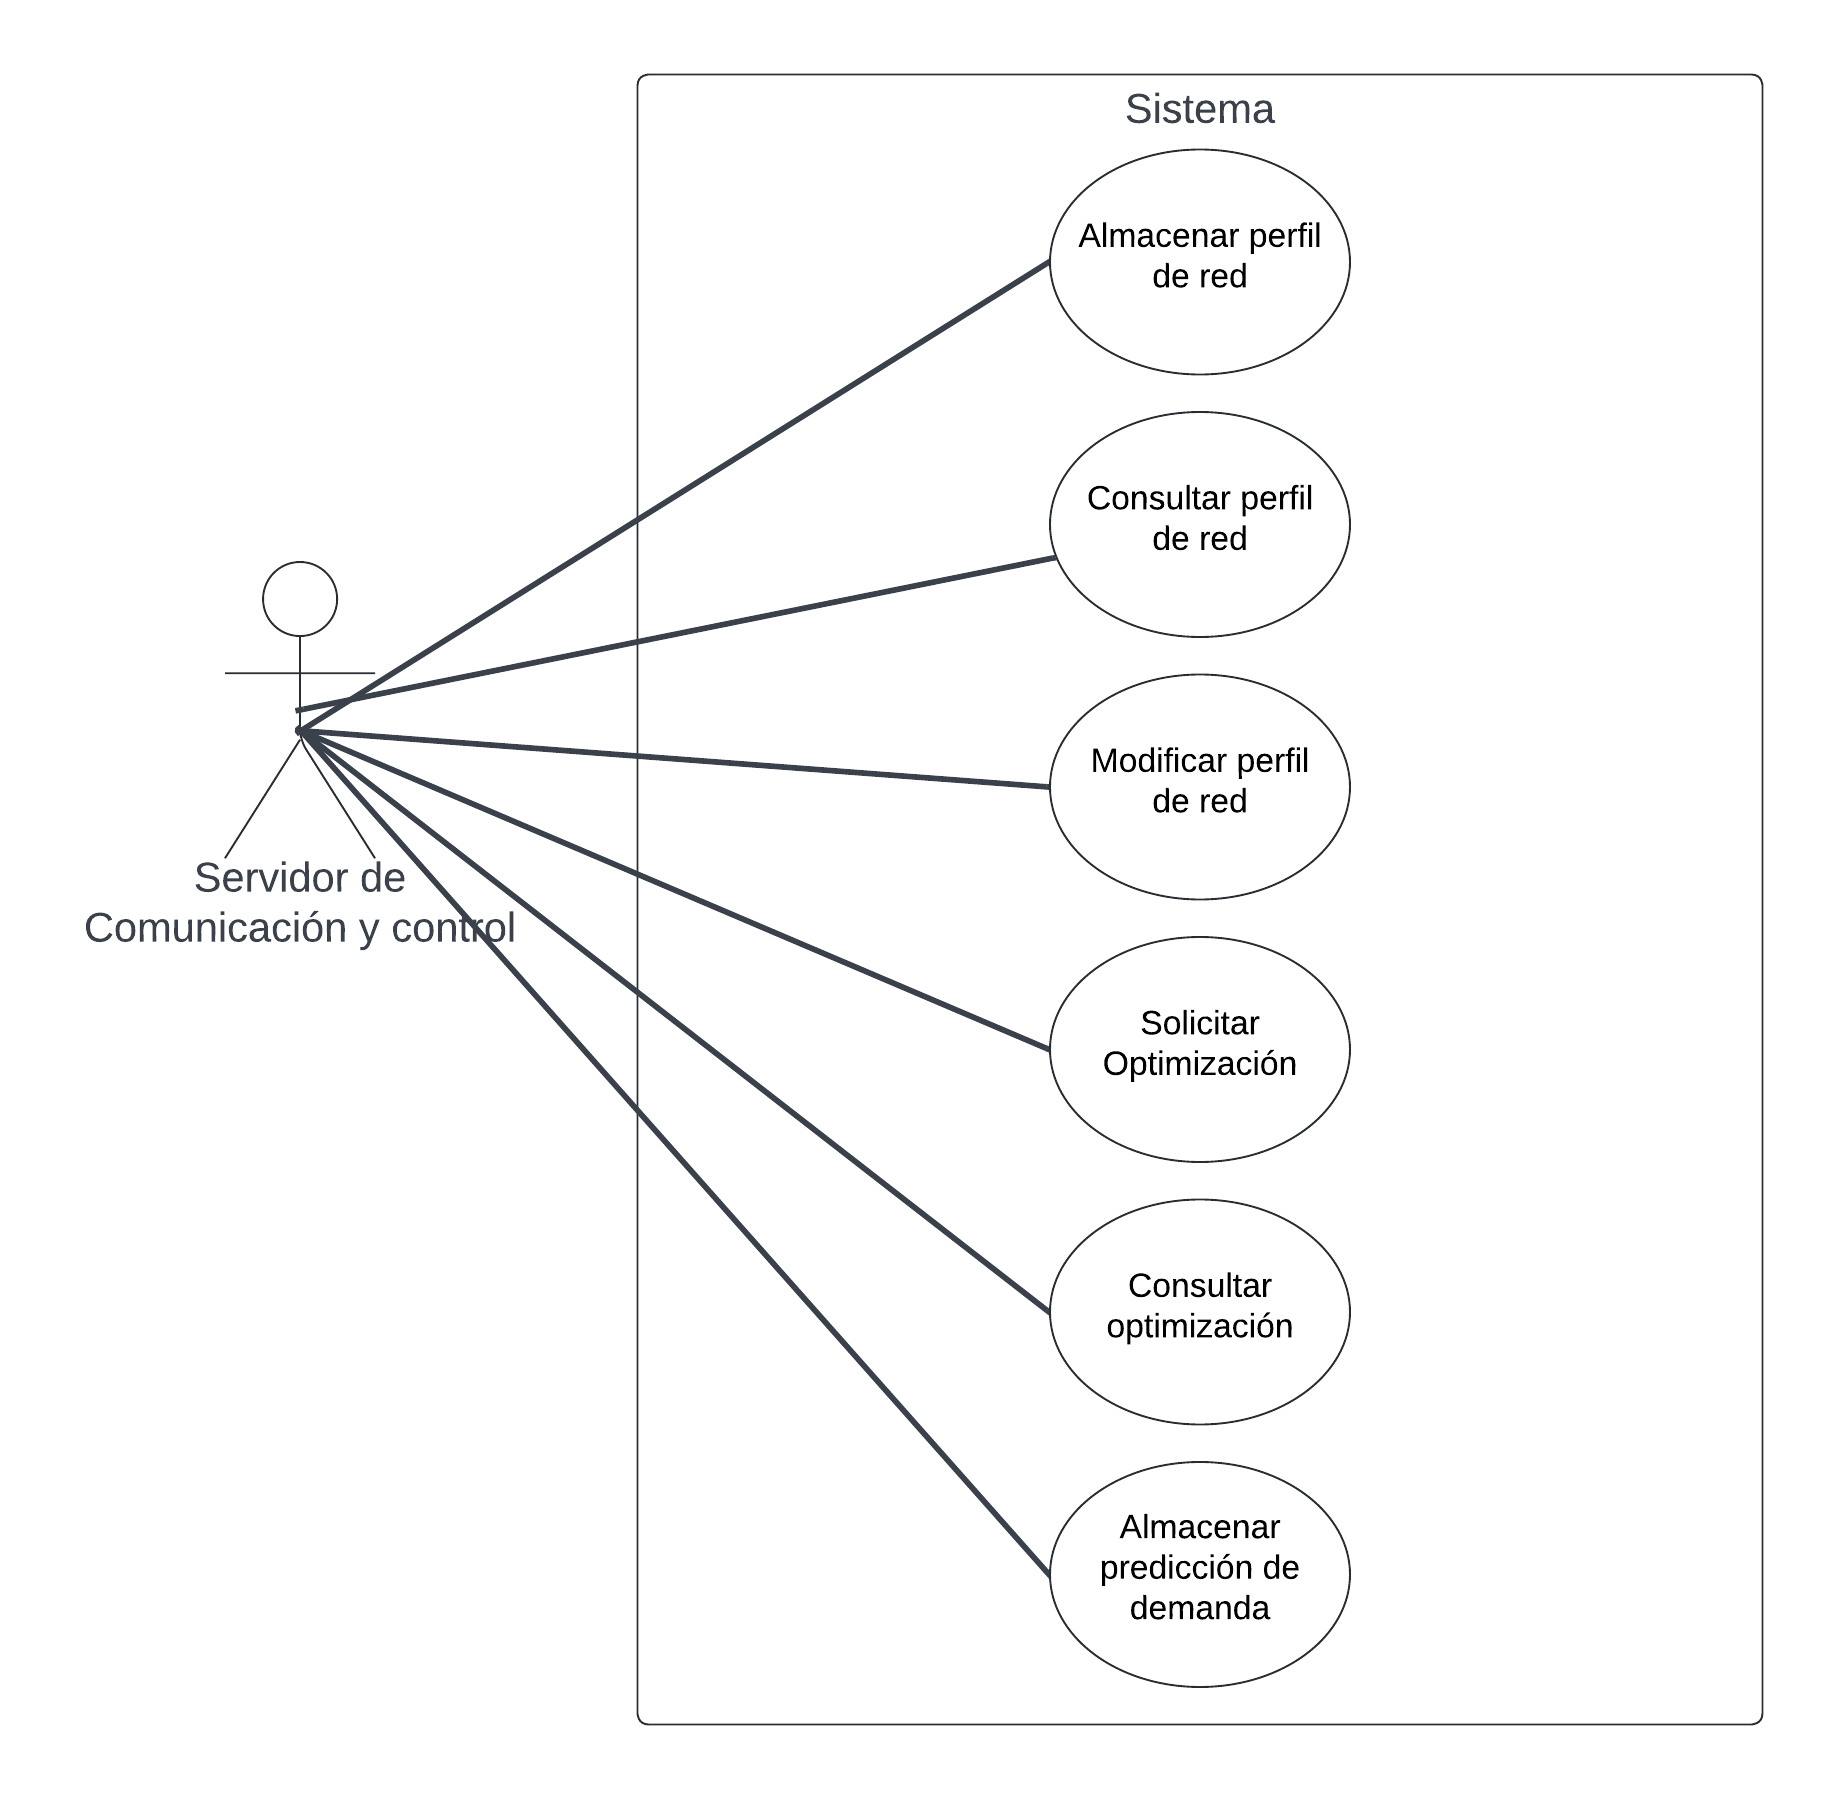 Sistema
Almacenar perfil
de red
Consultar perfil
de red
Modificar perfil
de red
Servidor de
Comunicación y control
Solicitar
Optimización
Consultar
optimización
Almacenar
predicción de
demanda